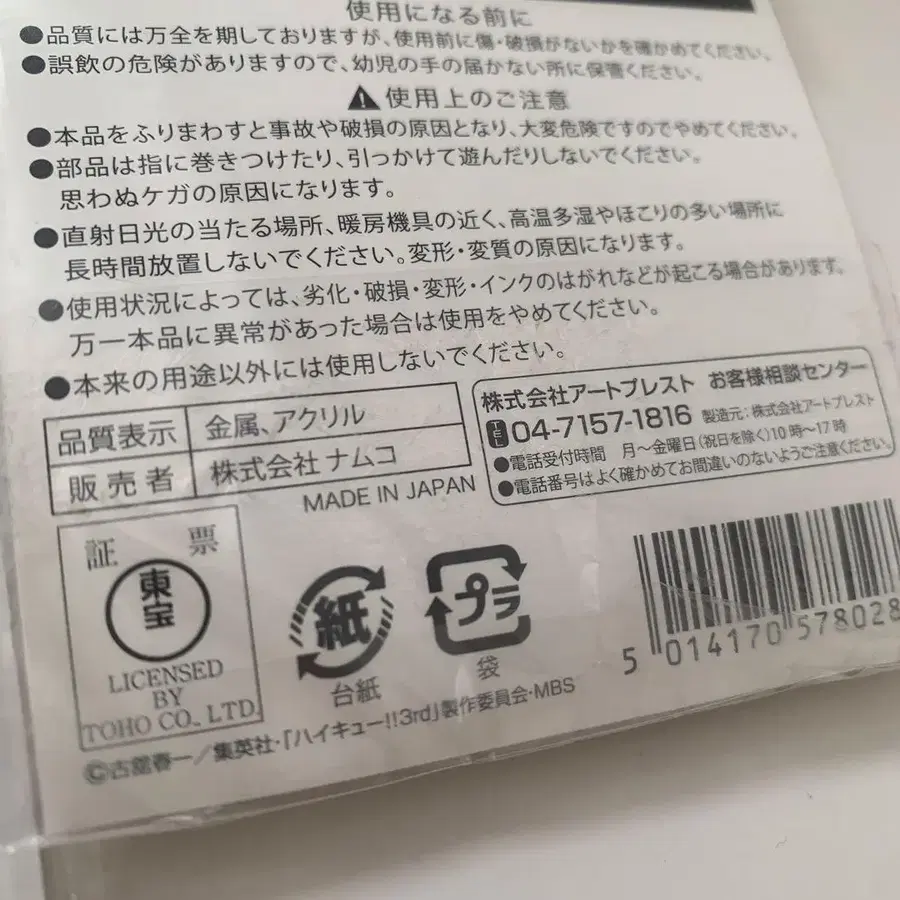 使用になる前に
●品質には万全を期しておりますが、使用前に傷・破損がないかを確かめてください。
●誤飲の危険がありますので、幼児の手の届かない所に保管ください。
⚠使用上のご注意
●本品をふりまわすと事故や破損の原因となり、大変危険ですのでやめてください。
●部品は指に巻きつけたり、引っかけて遊んだりしないでください。
思わぬケガの原因になります。
●直射日光の当たる場所、暖房機具の近く、高温多湿やほこりの多い場所に
長時間放置しないでください。変形・変質の原因になります。
●使用状況によっては、劣化・破損・変形・インクのはがれなどが起こる場合があります。
万一本品に異常があった場合は使用をやめてください。
●本来の用途以外には使用しないでください。
品質表示 金属、アクリル
販売者 株式会社 ナムコ
MADE IN JAPAN
株式会社アートプレスト お客様相談センター
TEL 04-7157-1816 製造元:株式会社アートプレスト
●電話受付時間 月〜金曜日(祝日を除く)10時〜17時
●電話番号はよく確かめてお間違いのないようご注意ください。
証 票
東宝
LICENSED
BY
TOHO CO., LTD.
紙
台紙
プラ
袋
5 014170 578028
©古舘春一/集英社・「ハイキュー!!3rd」製作委員会・MBS